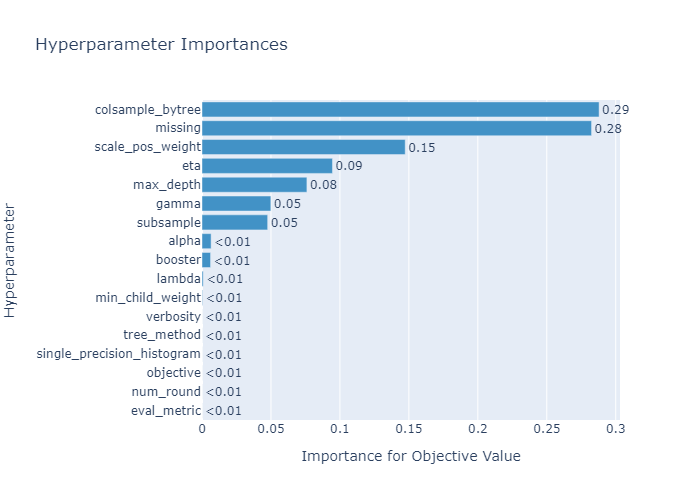 Hyperparameter Importances
Hyperparameter
colsample_bytree 0.29
missing 0.28
scale_pos_weight 0.15
eta 0.09
max_depth 0.08
gamma 0.05
subsample 0.05
alpha <0.01
booster <0.01
lambda <0.01
min_child_weight <0.01
verbosity <0.01
tree_method <0.01
single_precision_histogram <0.01
objective <0.01
num_round <0.01
eval_metric <0.01
0 0.05 0.1 0.15 0.2 0.25 0.3
Importance for Objective Value